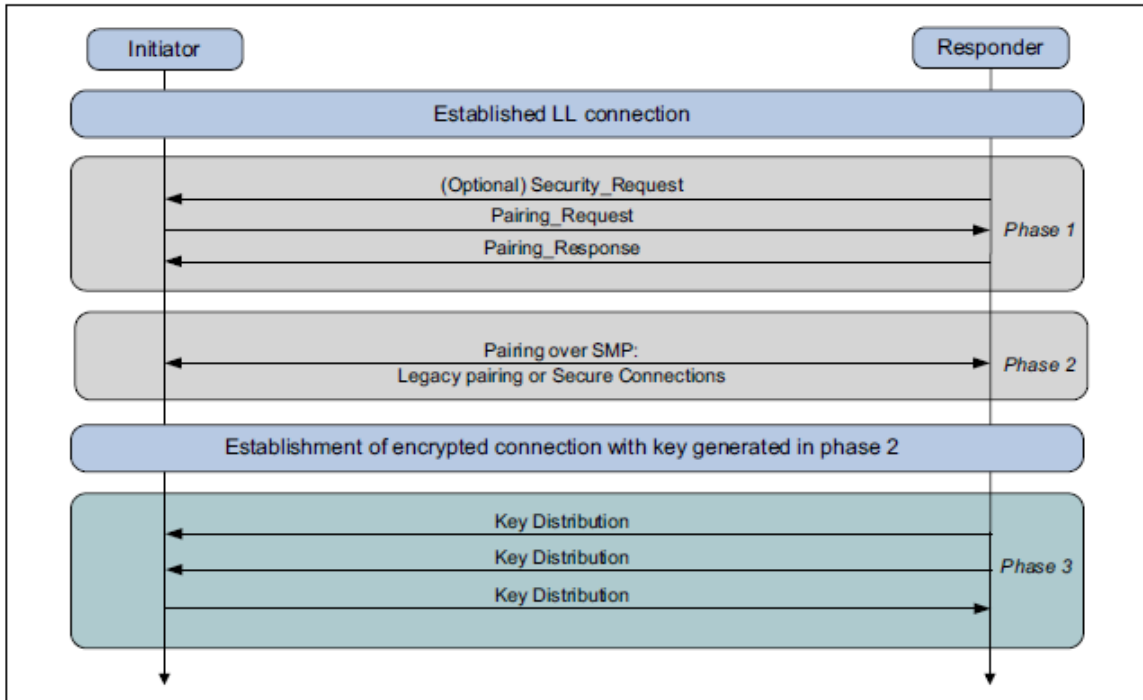 Initiator
Responder
Established LL connection
(Optional) Security_Request
Pairing_Request
Phase 1
Pairing_Response
Pairing over SMP:
Phase 2
Legacy pairing or Secure Connections
Establishment of encrypted connection with key generated in phase 2
Key Distribution
Key Distribution
Phase 3
Key Distribution